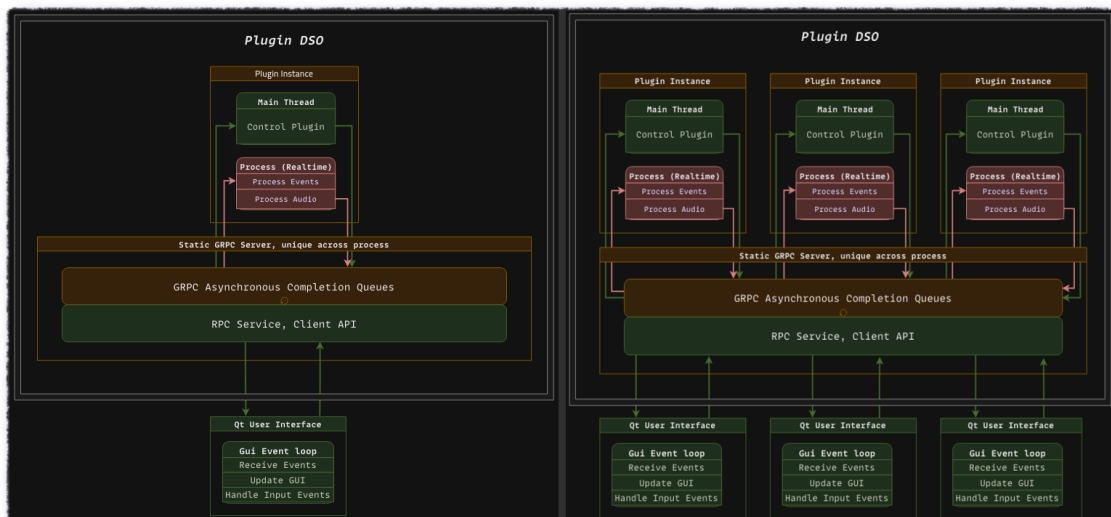 Plugin DSO
Plugin Instance
Main Thread
Control Plugin
Process (Realtime)
Process Events
Process Audio
Static GRPC Server, unique across process
GRPC Asynchronous Completion Queues
RPC Service, Client API
Qt User Interface
Gui Event loop
Receive Events
Update GUI
Handle Input Events
Plugin DSO
Plugin Instance
Main Thread
Control Plugin
Process (Realtime)
Process Events
Process Audio
Plugin Instance
Main Thread
Control Plugin
Process (Realtime)
Process Events
Process Audio
Plugin Instance
Main Thread
Control Plugin
Process (Realtime)
Process Events
Process Audio
Static GRPC Server, unique across process
GRPC Asynchronous Completion Queues
RPC Service, Client API
Qt User Interface
Gui Event loop
Receive Events
Update GUI
Handle Input Events
Qt User Interface
Gui Event loop
Receive Events
Update GUI
Handle Input Events
Qt User Interface
Gui Event loop
Receive Events
Update GUI
Handle Input Events